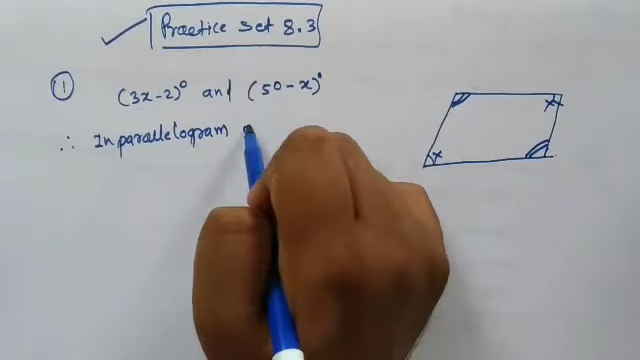 Practice Set 8.3
① (3x-2)° and (50-x)°
∴ In parallelogram
x x